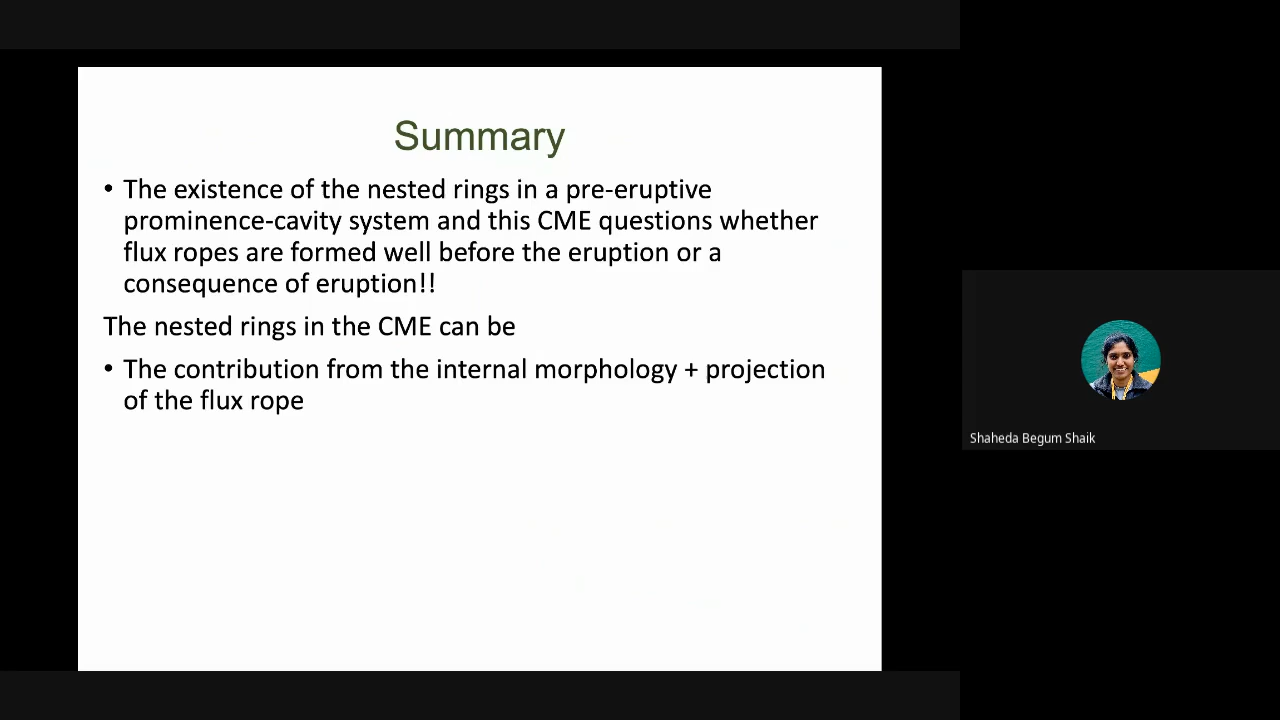 Summary
• The existence of the nested rings in a pre-eruptive
prominence-cavity system and this CME questions whether
flux ropes are formed well before the eruption or a
consequence of eruption!!
The nested rings in the CME can be
• The contribution from the internal morphology + projection
of the flux rope
Shaheda Begum Shaik